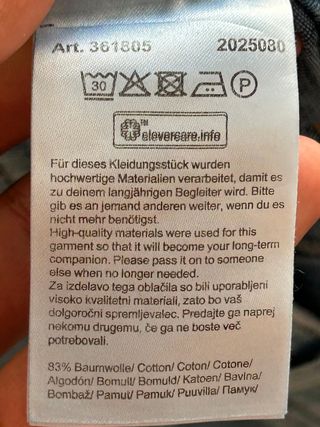 Art. 361805 2025080
30 P
TM
clevercare.info
Für dieses Kleidungsstück wurden
hochwertige Materialien verarbeitet, damit es
zu deinem langjährigen Begleiter wird. Bitte
gib es an jemand anderen weiter, wenn du es
nicht mehr benötigst.
High-quality materials were used for this
garment so that it will become your long-term
companion. Please pass it on to someone
else when no longer needed.
Za izdelavo tega oblačila so bili uporabljeni
visoko kvalitetni materiali, zato bo vaš
dolgoročni spremljevalec. Predajte ga naprej
nekomu drugemu, če ga ne boste več
potrebovali.
83% Baumwolle/ Cotton/ Coton/ Cotone/
Algodón/ Bomull/ Bomuld/ Katoen/ Bavlna/
Bombaž/ Pamut/ Pamuk/ Puuvilla/ Памук/